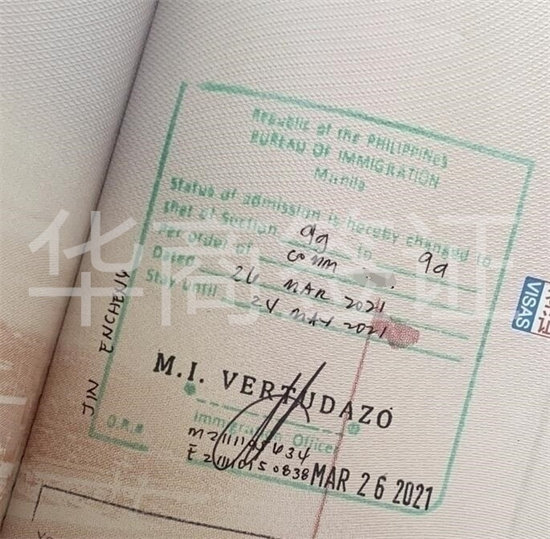 Republic of the PHILIPPINES
BUREAU OF IMMIGRATION
Manila
Status of admission is hereby changed to
that of Section 9g to 9a
Per order of Comm
Dated 26 MAR 2021
Stay Until 24 MAY 2021
华商
VISAS
JIN ENCHENG
M.I. VERTUDAZO
Immigration Officer
O.R.#
MAR 26 2021